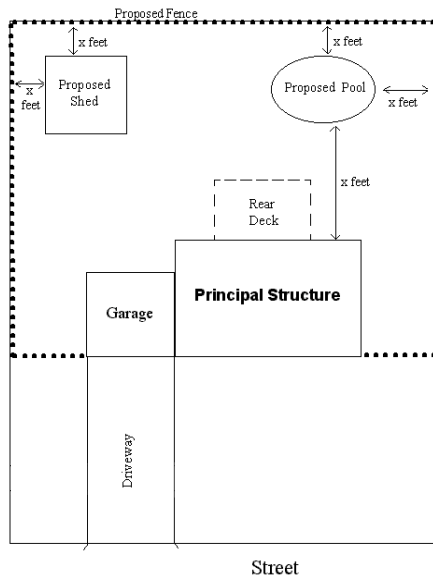 Proposed Fence
x feet
x feet
Proposed
Shed
x
feet
Proposed Pool
x feet
x feet
Rear
Deck
Principal Structure
Garage
Driveway
Street